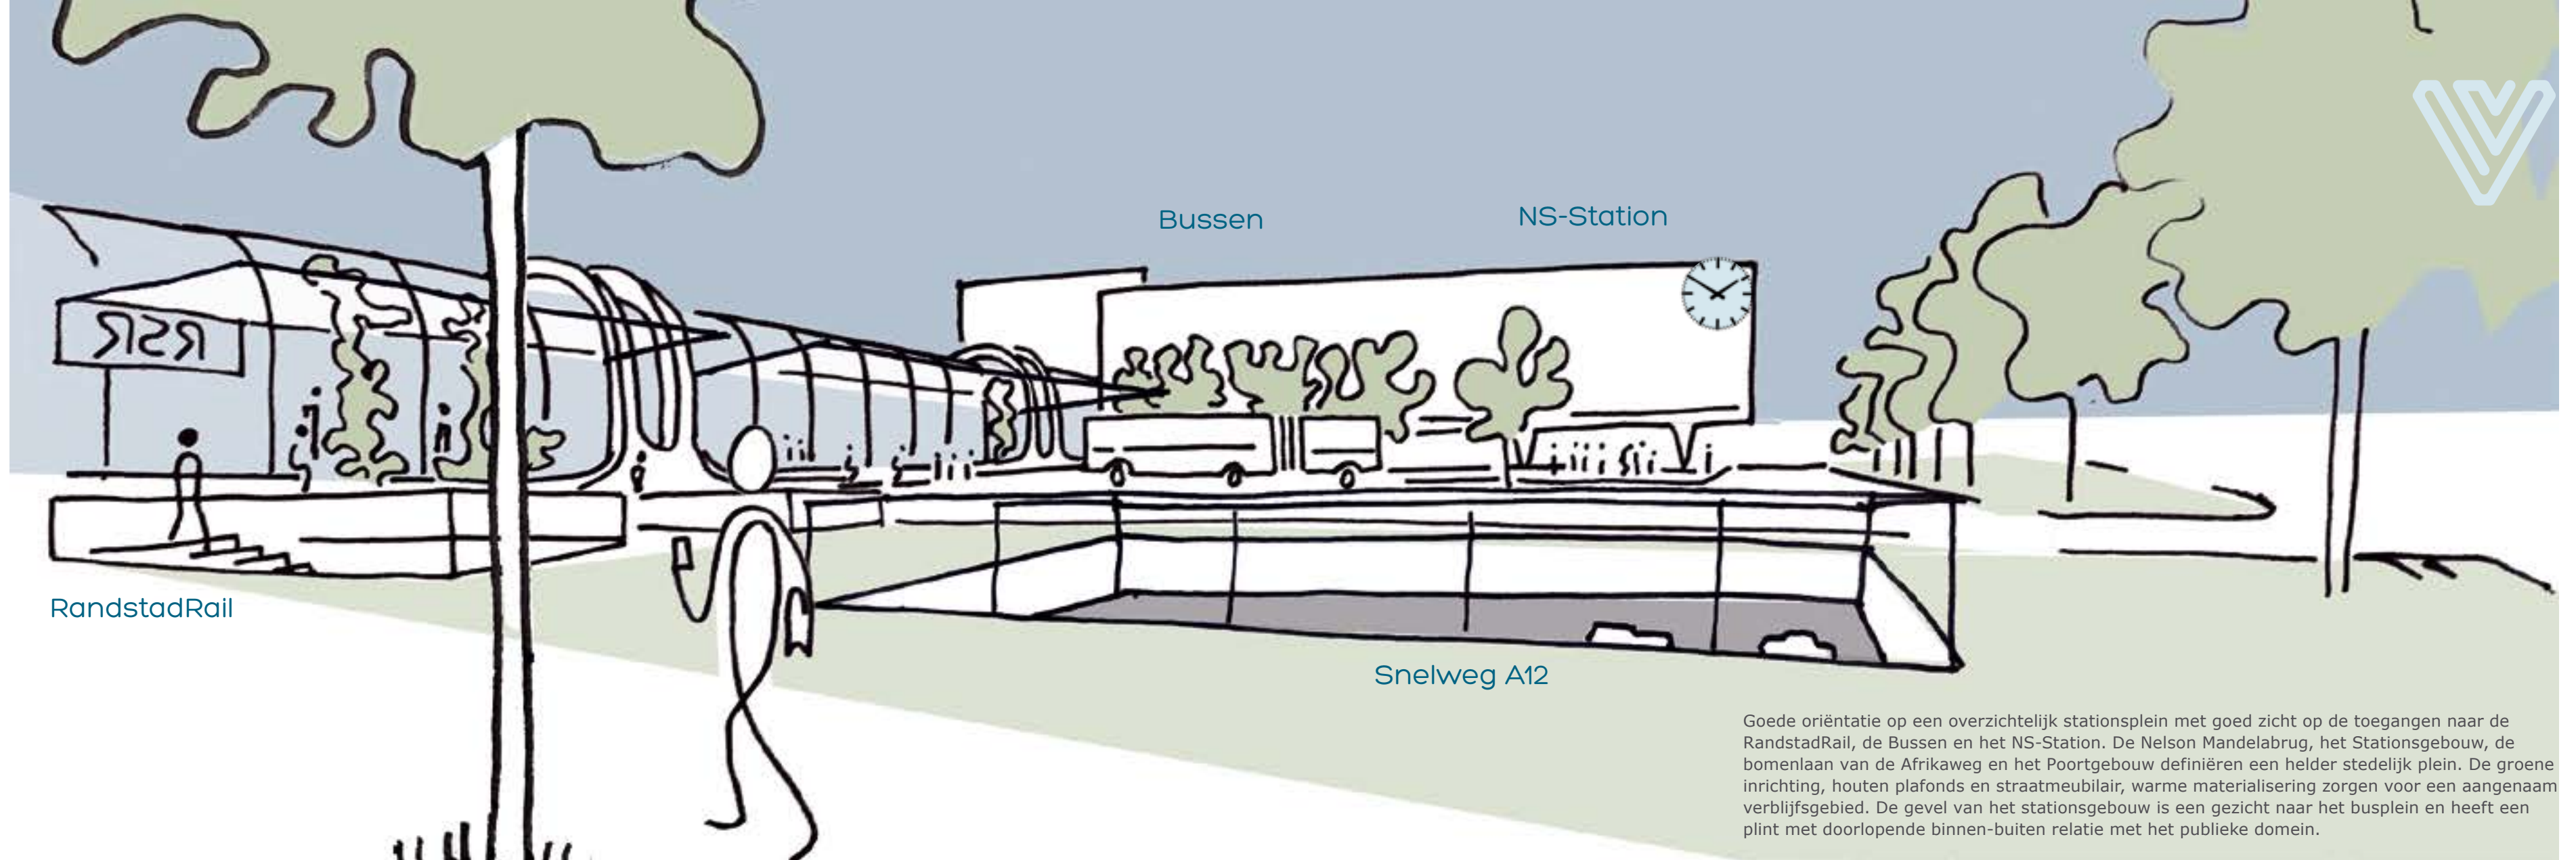 Bussen
NS-Station
RandstadRail
Snelweg A12
Goede oriëntatie op een overzichtelijk stationsplein met goed zicht op de toegangen naar de
RandstadRail, de Bussen en het NS-Station. De Nelson Mandelabrug, het Stationsgebouw, de
bomenlaan van de Afrikaweg en het Poortgebouw definiëren een helder stedelijk plein. De groene
inrichting, houten plafonds en straatmeubilair, warme materialisering zorgen voor een aangenaam
verblijfsgebied. De gevel van het stationsgebouw is een gezicht naar het busplein en heeft een
plint met doorlopende binnen-buiten relatie met het publieke domein.